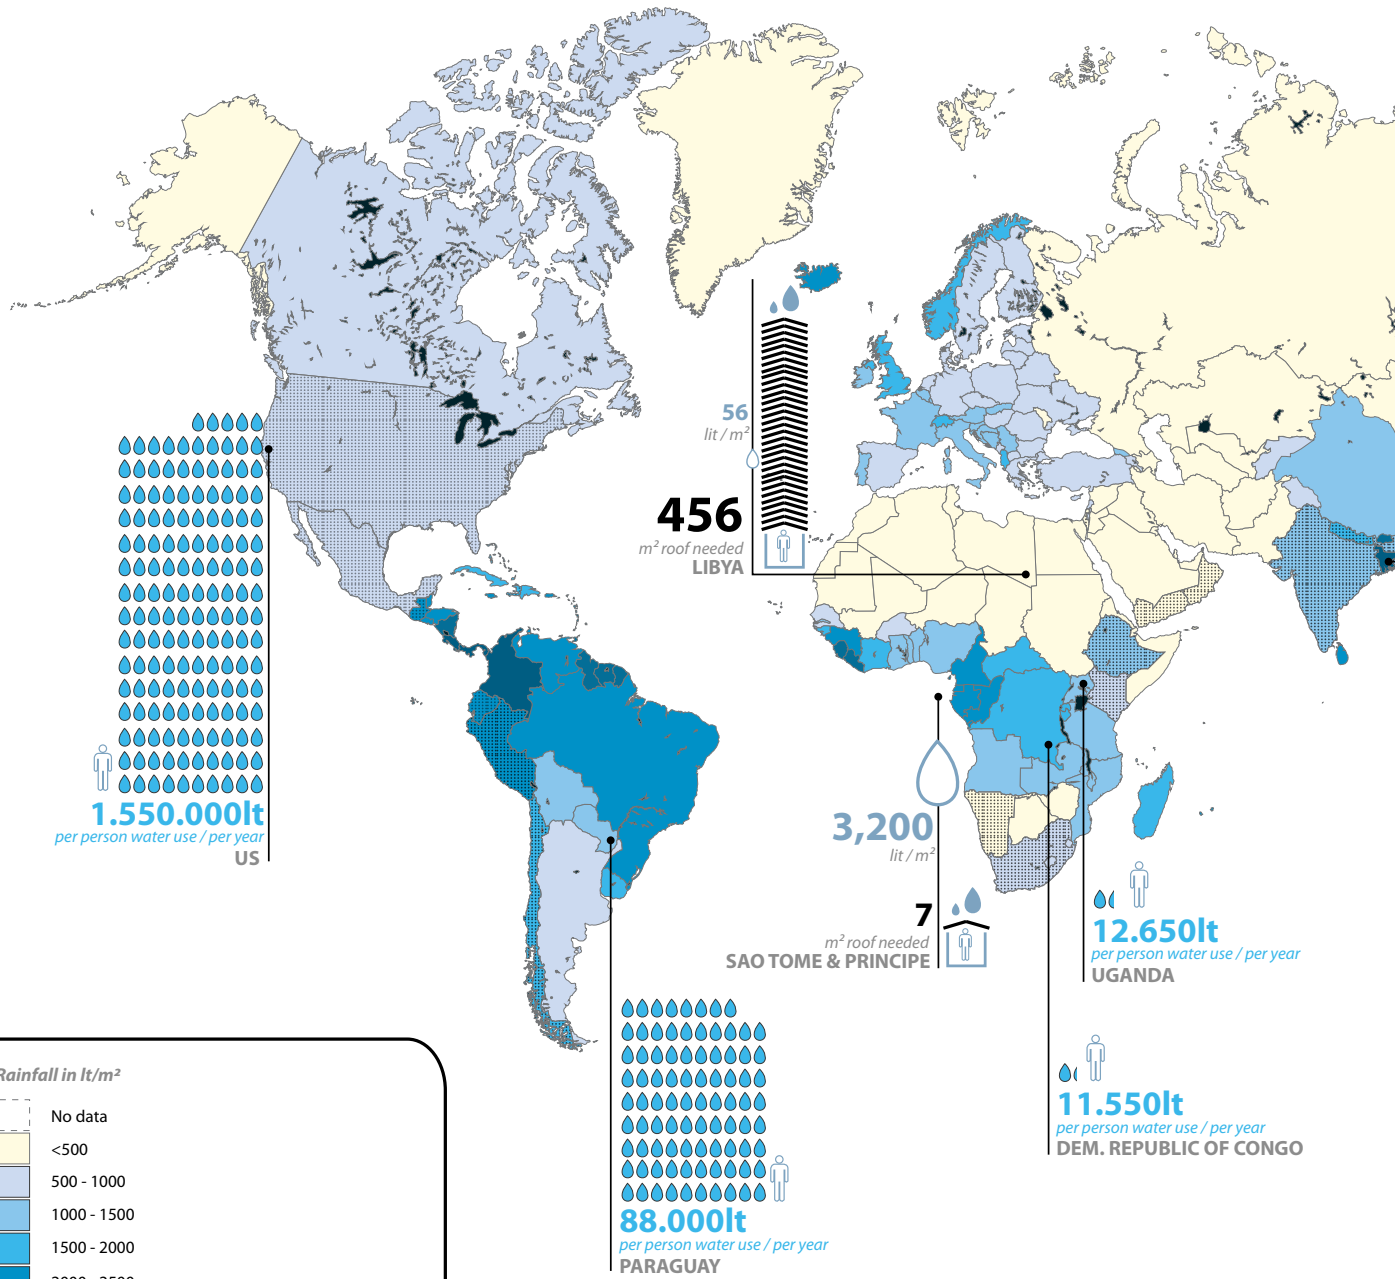 56
lit / m²
456
m² roof needed
LIBYA
1.550.000lt
per person water use / per year
US
3,200
lit / m²
7
m² roof needed
SAO TOME & PRINCIPE
12.650lt
per person water use / per year
UGANDA
11.550lt
per person water use / per year
DEM. REPUBLIC OF CONGO
88.000lt
per person water use / per year
PARAGUAY
Rainfall in lt/m²
No data
<500
500 - 1000
1000 - 1500
1500 - 2000
2000 - 2500